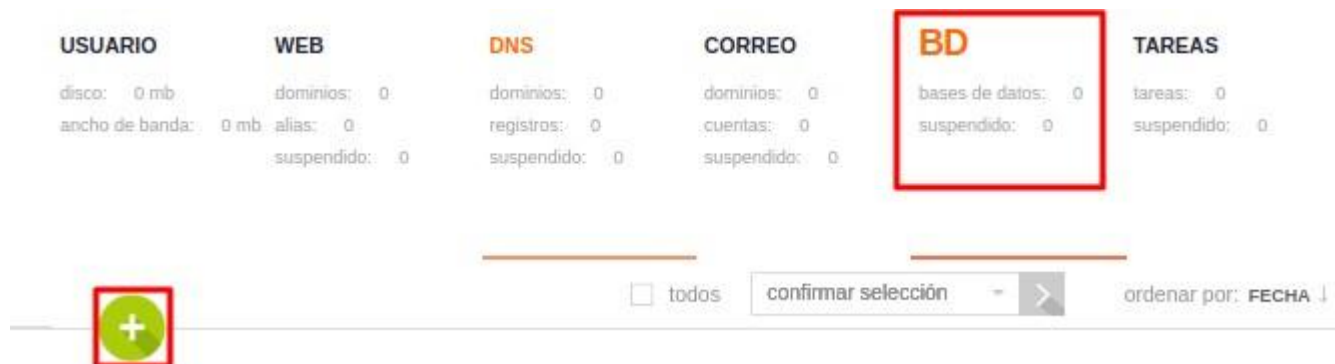 USUARIO WEB DNS CORREO BD TAREAS
disco: 0 mb dominios: 0 dominios: 0 dominios: 0 bases de datos: 0 tareas: 0
ancho de banda: 0 mb alias: 0 registros: 0 cuentas: 0 suspendido: 0 suspendido: 0
suspendido: 0 suspendido: 0 suspendido: 0
todos confirmar selección ordenar por: FECHA ↓
+